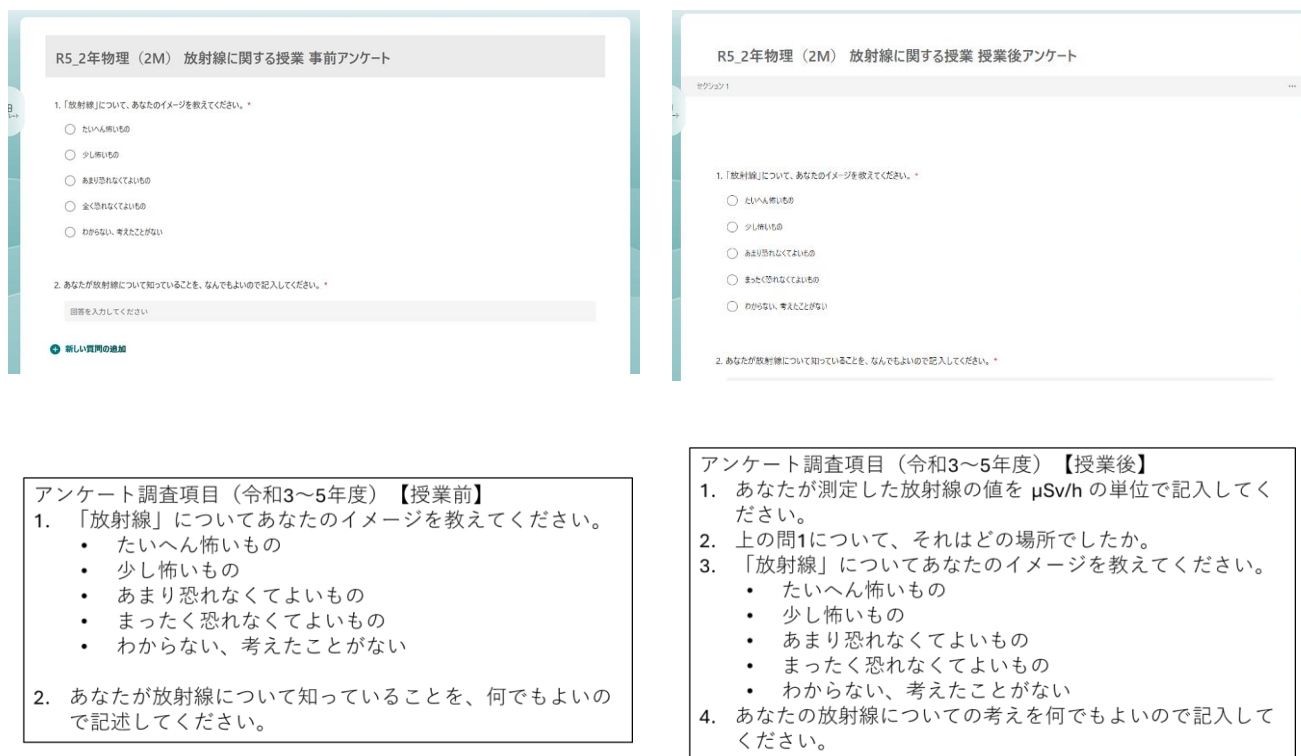 R5_2年物理（2M） 放射線に関する授業 事前アンケート
1. 「放射線」について、あなたのイメージを教えてください。 *
たいへん怖いもの
少し怖いもの
あまり恐れなくてよいもの
全く恐れなくてよいもの
わからない、考えたことがない
2. あなたが放射線について知っていることを、なんでもよいので記入してください。 *
回答を入力してください
新しい質問の追加
R5_2年物理（2M） 放射線に関する授業 授業後アンケート
セクション 1
1. 「放射線」について、あなたのイメージを教えてください。 *
たいへん怖いもの
少し怖いもの
あまり恐れなくてよいもの
まったく恐れなくてよいもの
わからない、考えたことがない
2. あなたが放射線について知っていることを、なんでもよいので記入してください。 *
アンケート調査項目（令和3～5年度）【授業前】
1. 「放射線」についてあなたのイメージを教えてください。
• たいへん怖いもの
• 少し怖いもの
• あまり恐れなくてよいもの
• まったく恐れなくてよいもの
• わからない、考えたことがない
2. あなたが放射線について知っていることを、何でもよいの
で記述してください。
アンケート調査項目（令和3～5年度）【授業後】
1. あなたが測定した放射線の値を μSv/h の単位で記入してく
ださい。
2. 上の問1について、それはどの場所でしたか。
3. 「放射線」についてあなたのイメージを教えてください。
• たいへん怖いもの
• 少し怖いもの
• あまり恐れなくてよいもの
• まったく恐れなくてよいもの
• わからない、考えたことがない
4. あなたの放射線についての考えを何でもよいので記入して
ください。